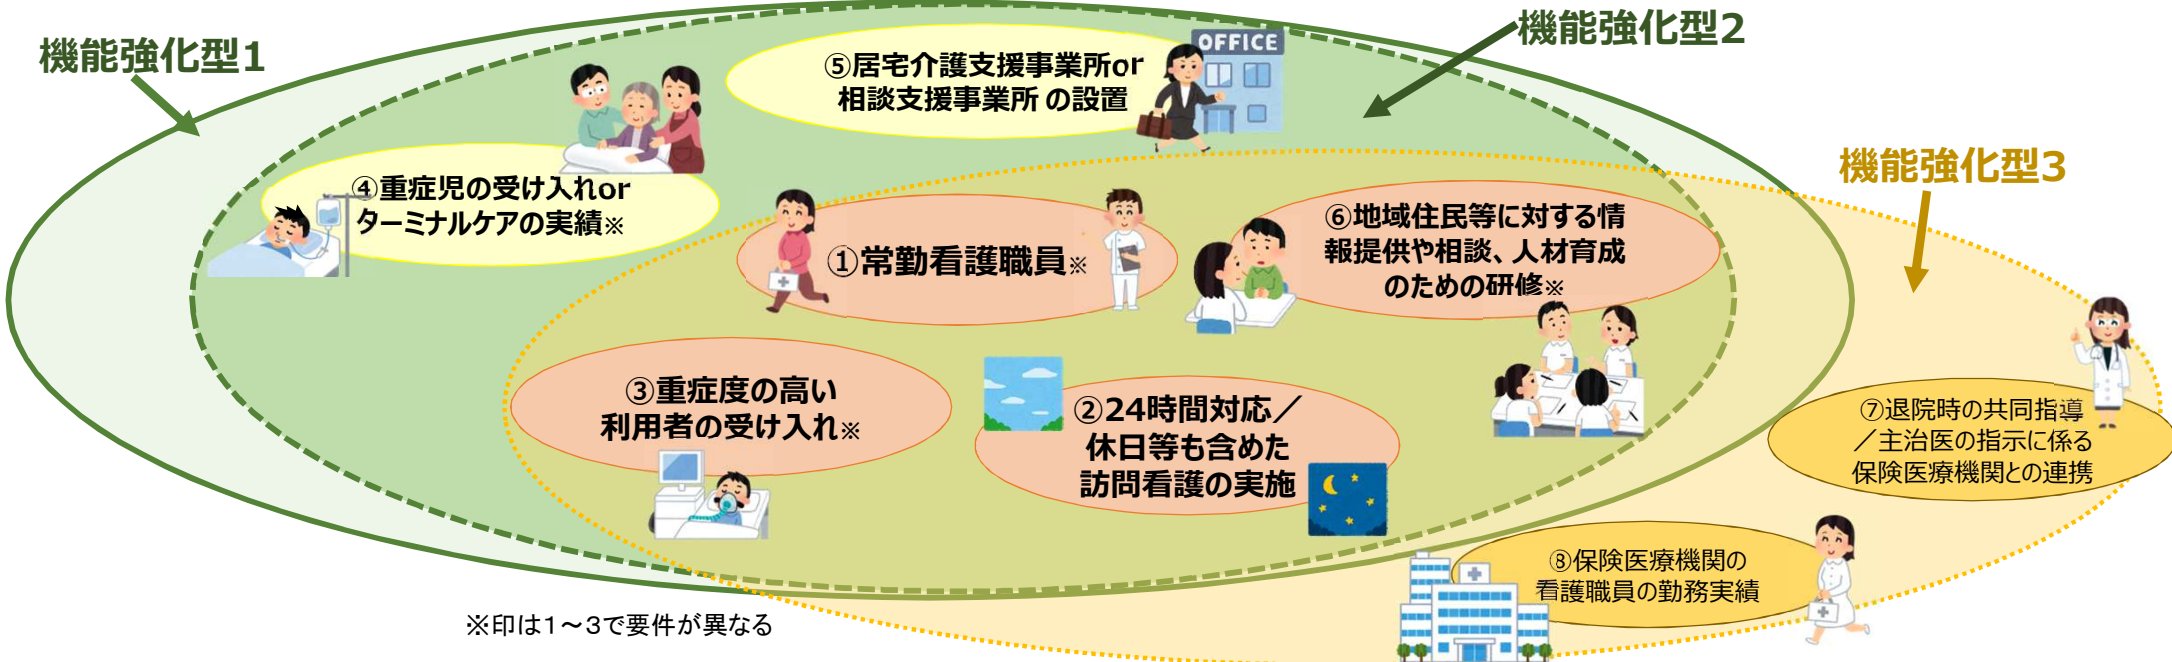 機能強化型1
機能強化型2
OFFICE
⑤居宅介護支援事業所or
相談支援事業所 の設置
機能強化型3
④重症児の受け入れor
ターミナルケアの実績※
①常勤看護職員※
⑥地域住民等に対する情
報提供や相談、人材育成
のための研修※
③重症度の高い
利用者の受け入れ※
②24時間対応／
休日等も含めた
訪問看護の実施
⑦退院時の共同指導
／主治医の指示に係る
保険医療機関との連携
⑧保険医療機関の
看護職員の勤務実績
※印は1～3で要件が異なる